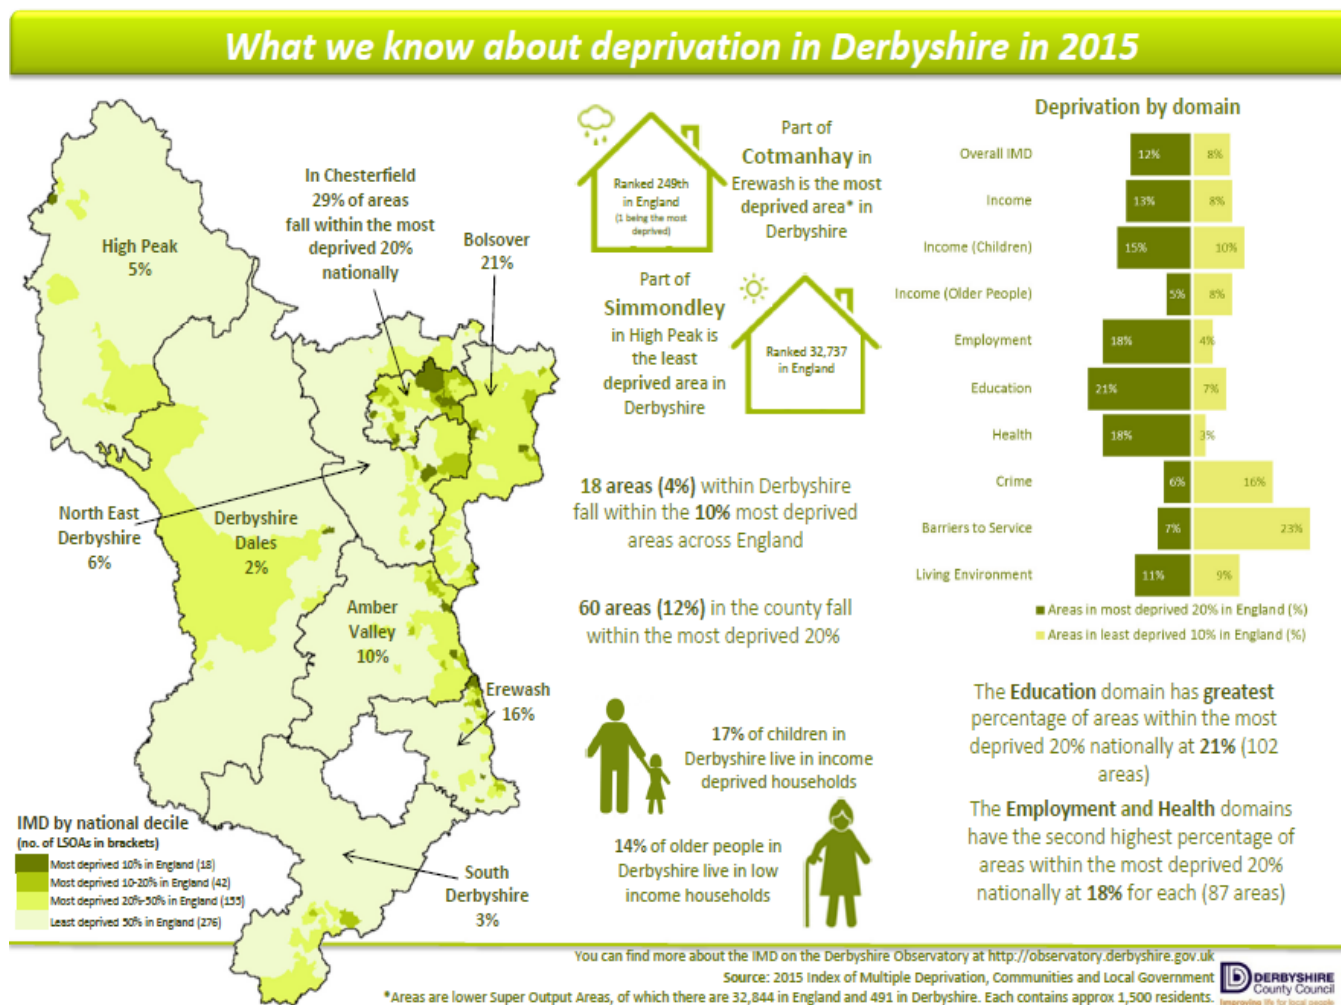 What we know about deprivation in Derbyshire in 2015
In Chesterfield
29% of areas
fall within the most
deprived 20%
nationally
High Peak
5%
Bolsover
21%
North East
Derbyshire
6%
Derbyshire
Dales
2%
Amber
Valley
10%
Erewash
16%
South
Derbyshire
3%
IMD by national decile
(no. of LSOAs in brackets)
Most deprived 10% in England (18)
Most deprived 10-20% in England (42)
Most deprived 20%-50% in England (155)
Least deprived 50% in England (276)
Ranked 249th
in England
(1 being the most
deprived)
Part of
Cotmanhay in
Erewash is the most
deprived area* in
Derbyshire
Part of
Simmondley
in High Peak is
the least
deprived area in
Derbyshire
Ranked 32,737
in England
18 areas (4%) within Derbyshire
fall within the 10% most deprived
areas across England
60 areas (12%) in the county fall
within the most deprived 20%
17% of children in
Derbyshire live in income
deprived households
14% of older people in
Derbyshire live in low
income households
Deprivation by domain
Overall IMD 12% 8%
Income 13% 8%
Income (Children) 15% 10%
Income (Older People) 5% 8%
Employment 18% 4%
Education 21% 7%
Health 18% 3%
Crime 6% 16%
Barriers to Service 7% 23%
Living Environment 11% 9%
Areas in most deprived 20% in England (%)
Areas in least deprived 10% in England (%)
The Education domain has greatest
percentage of areas within the most
deprived 20% nationally at 21% (102
areas)
The Employment and Health domains
have the second highest percentage of
areas within the most deprived 20%
nationally at 18% for each (87 areas)
You can find more about the IMD on the Derbyshire Observatory at http://observatory.derbyshire.gov.uk
Source: 2015 Index of Multiple Deprivation, Communities and Local Government
*Areas are lower Super Output Areas, of which there are 32,844 in England and 491 in Derbyshire. Each contains approx 1,500 residents.
DERBYSHIRE
County Council
Improving life for local people